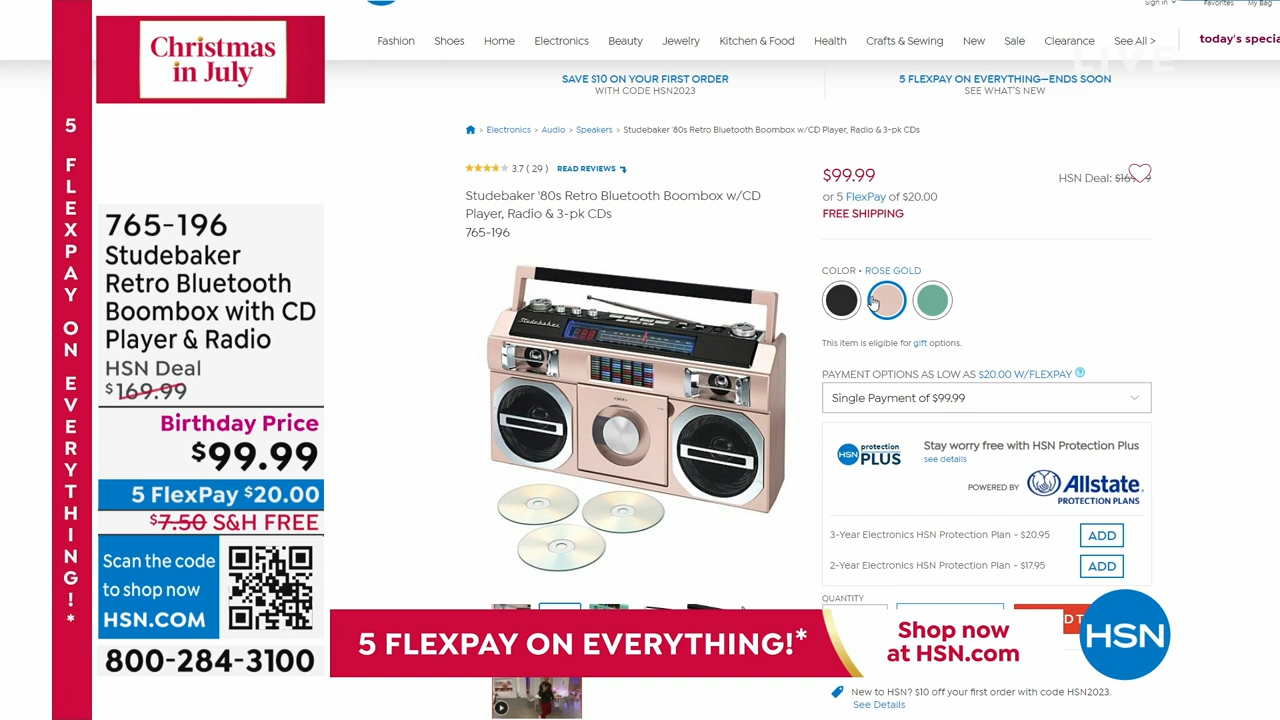 Sign In
Favorites
My Bag
Christmas
in July
Fashion
Shoes
Home
Electronics
Beauty
Jewelry
Kitchen & Food
Health
Crafts & Sewing
New
Sale
Clearance
See All >
today's specia
LIVE
SAVE $10 ON YOUR FIRST ORDER
WITH CODE HSN2023
5 FLEXPAY ON EVERYTHING—ENDS SOON
SEE WHAT'S NEW
5 FLEXPAY ON EVERYTHING!*
> Electronics > Audio > Speakers > Studebaker '80s Retro Bluetooth Boombox w/CD Player, Radio & 3-pk CDs
3.7 ( 29 ) READ REVIEWS
Studebaker '80s Retro Bluetooth Boombox w/CD
Player, Radio & 3-pk CDs
765-196
$99.99
HSN Deal:
or 5 FlexPay of $20.00
FREE SHIPPING
COLOR • ROSE GOLD
This item is eligible for gift options.
PAYMENT OPTIONS AS LOW AS $20.00 W/FLEXPAY ?
Single Payment of $99.99
HSN protection PLUS
Stay worry free with HSN Protection Plus
see details
POWERED BY
Allstate
PROTECTION PLANS
3-Year Electronics HSN Protection Plan - $20.95
ADD
2-Year Electronics HSN Protection Plan - $17.95
ADD
QUANTITY
D T
765-196
Studebaker
Retro Bluetooth
Boombox with CD
Player & Radio
HSN Deal
$169.99
Birthday Price
$99.99
5 FlexPay $20.00
$7.50 S&H FREE
Scan the code
to shop now
HSN.COM
800-284-3100
Studebaker
5 FLEXPAY ON EVERYTHING!*
Shop now
at HSN.com
HSN
New to HSN? $10 off your first order with code HSN2023.
See Details